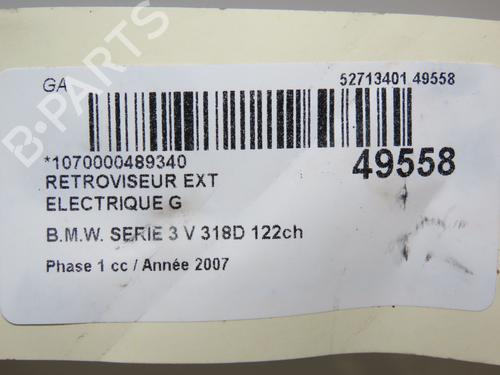 GA
52713401 49558
*1070000489340
49558
RETROVISEUR EXT
ELECTRIQUE G
B.M.W. SERIE 3 V 318D 122ch
Phase 1 cc / Année 2007
B-PARTS